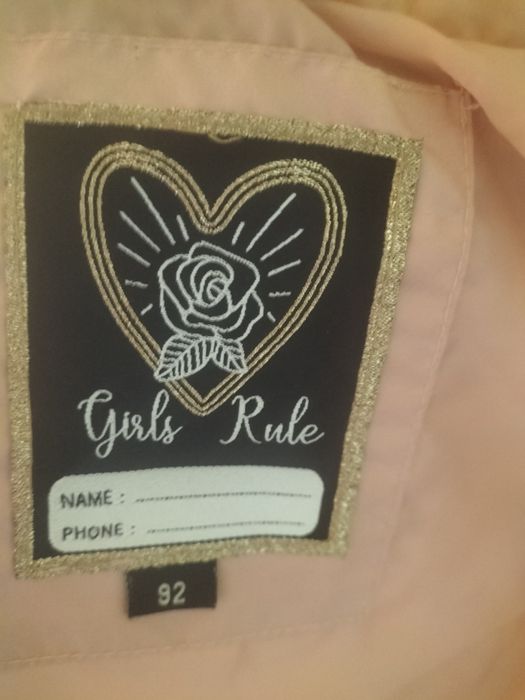 Girls Rule
NAME :
PHONE :
92